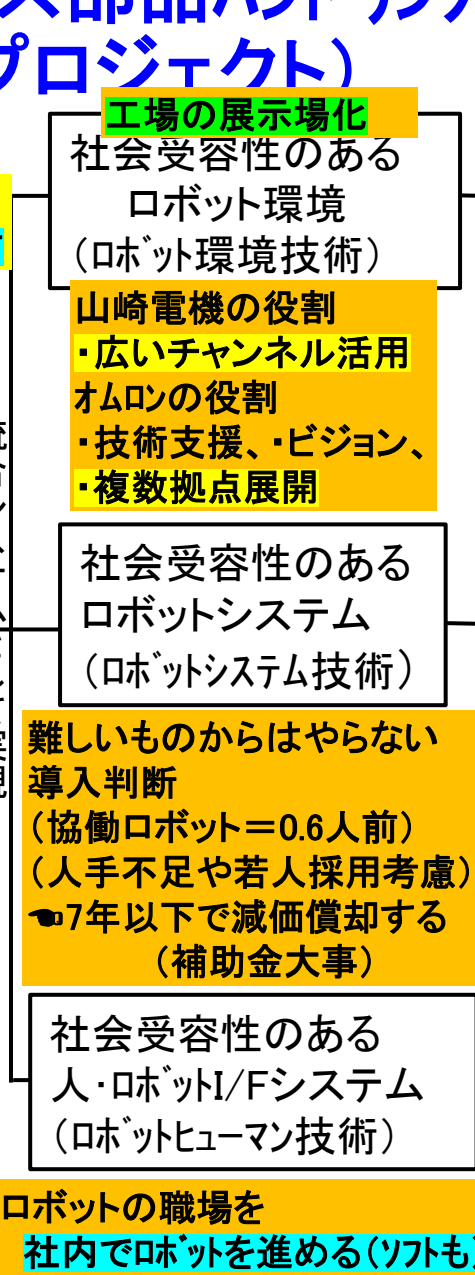 プロジェクト）
工場の展示場化
社会受容性のある
ロボット環境
（ﾛﾎﾞｯﾄ環境技術）
山崎電機の役割
・広いチャンネル活用
ｵﾑﾛﾝの役割
・技術支援、・ビジョン、
・複数拠点展開
社会受容性のある
ロボットシステム
（ﾛﾎﾞｯﾄｼｽﾃﾑ技術）
難しいものからはやらない
導入判断
（協働ロボット＝0.6人前）
（人手不足や若人採用考慮）
☚7年以下で減価償却する
（補助金大事）
社会受容性のある
人・ﾛﾎﾞｯﾄI/Fシステム
（ﾛﾎﾞｯﾄﾋｭｰﾏﾝ技術）
ロボットの職場を
社内でﾛﾎﾞｯﾄを進める（ソフトも